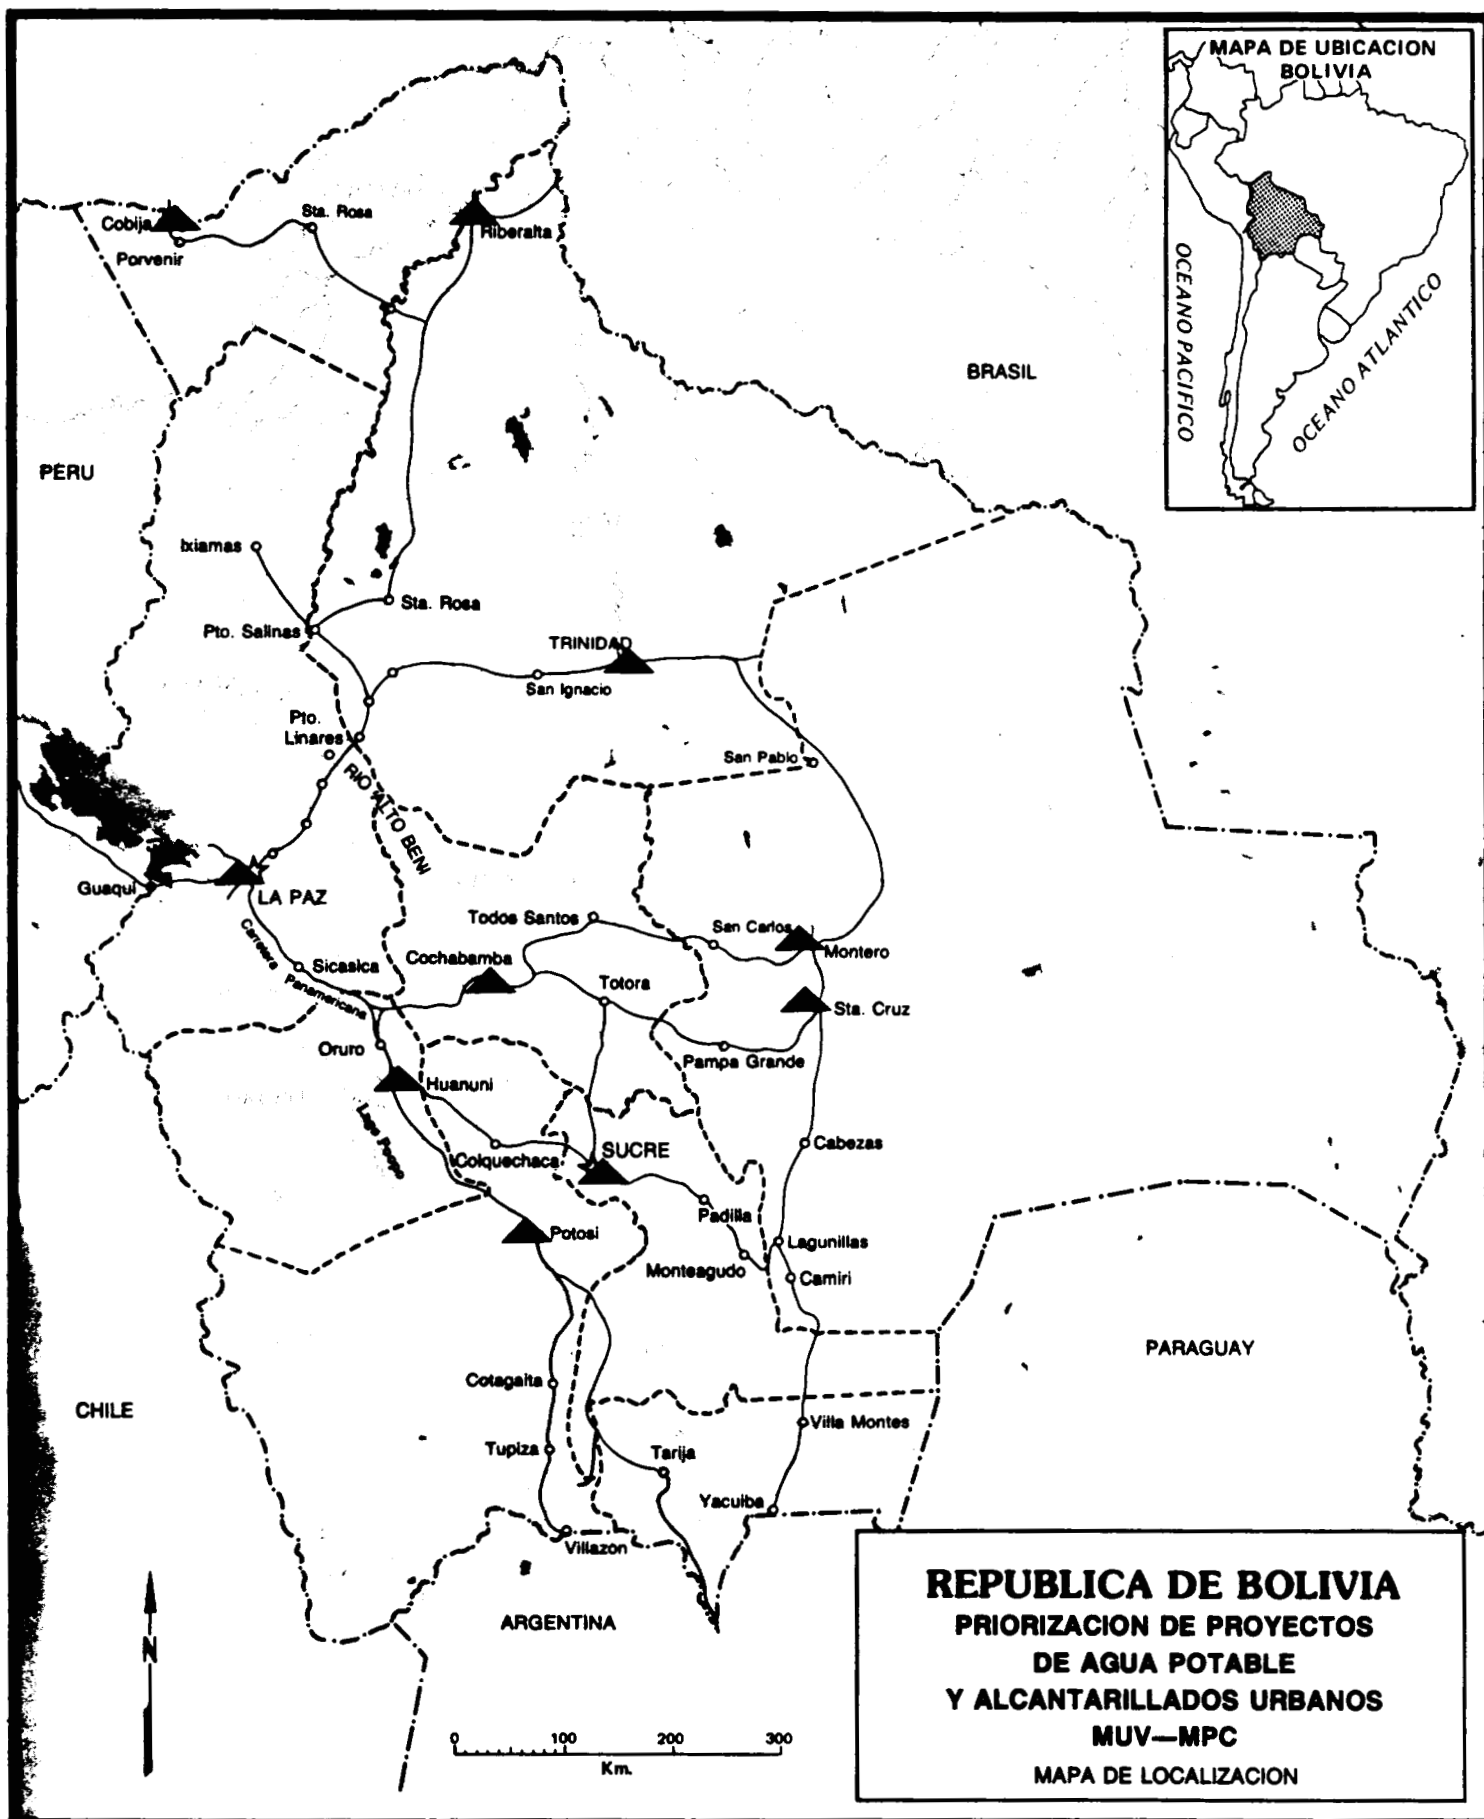 MAPA DE UBICACION
BOLIVIA
OCEANO PACIFICO
OCEANO ATLANTICO
Cobija
Porvenir
Sta. Rosa
Riberalta
BRASIL
PERU
Ixiamas
Sta. Rosa
Pto. Salinas
TRINIDAD
San Ignacio
Pto.
Linares
San Pablo
RIO ALTO BENI
Guaqui
LA PAZ
Todos Santos
San Carlos
Montero
Carretera Panamericana
Sicasica
Cochabamba
Totora
Sta. Cruz
Oruro
Pampa Grande
Huanuni
Lago Poopo
Colquechaca
SUCRE
Cabezas
Padilla
Potosi
Lagunillas
Monteagudo
Camiri
PARAGUAY
Cotagaita
CHILE
Villa Montes
Tupiza
Tarija
Yacuiba
Villazon
ARGENTINA
N
0 100 200 300
Km.
REPUBLICA DE BOLIVIA
PRIORIZACION DE PROYECTOS
DE AGUA POTABLE
Y ALCANTARILLADOS URBANOS
MUV—MPC
MAPA DE LOCALIZACION